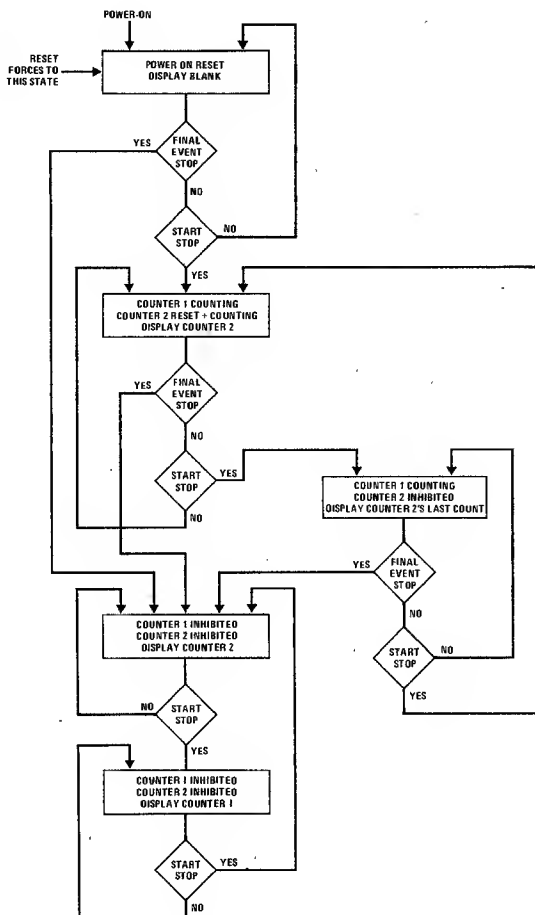 POWER-ON
RESET
FORCES TO
THIS STATE
POWER ON RESET
DISPLAY BLANK
YES
FINAL
EVENT
STOP
NO
START
STOP
NO
YES
COUNTER 1 COUNTING
COUNTER 2 RESET + COUNTING
DISPLAY COUNTER 2
YES
FINAL
EVENT
STOP
NO
START
STOP
YES
NO
COUNTER 1 COUNTING
COUNTER 2 INHIBITED
DISPLAY COUNTER 2'S LAST COUNT
YES
FINAL
EVENT
STOP
NO
START
STOP
NO
YES
COUNTER 1 INHIBITED
COUNTER 2 INHIBITED
DISPLAY COUNTER 2
NO
START
STOP
YES
COUNTER 1 INHIBITED
COUNTER 2 INHIBITED
DISPLAY COUNTER 1
START
STOP
YES
NO